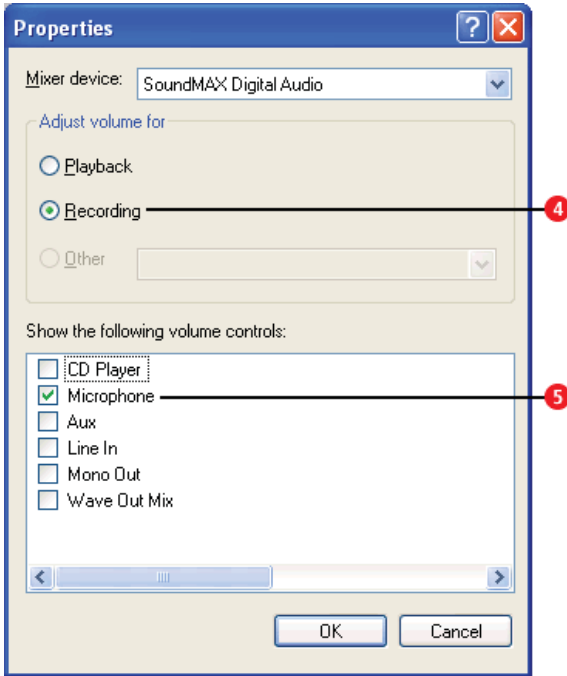 Properties
Mixer device: SoundMAX Digital Audio
Adjust volume for
Playback
Recording 4
Other
Show the following volume controls:
CD Player
Microphone 5
Aux
Line In
Mono Out
Wave Out Mix
OK Cancel